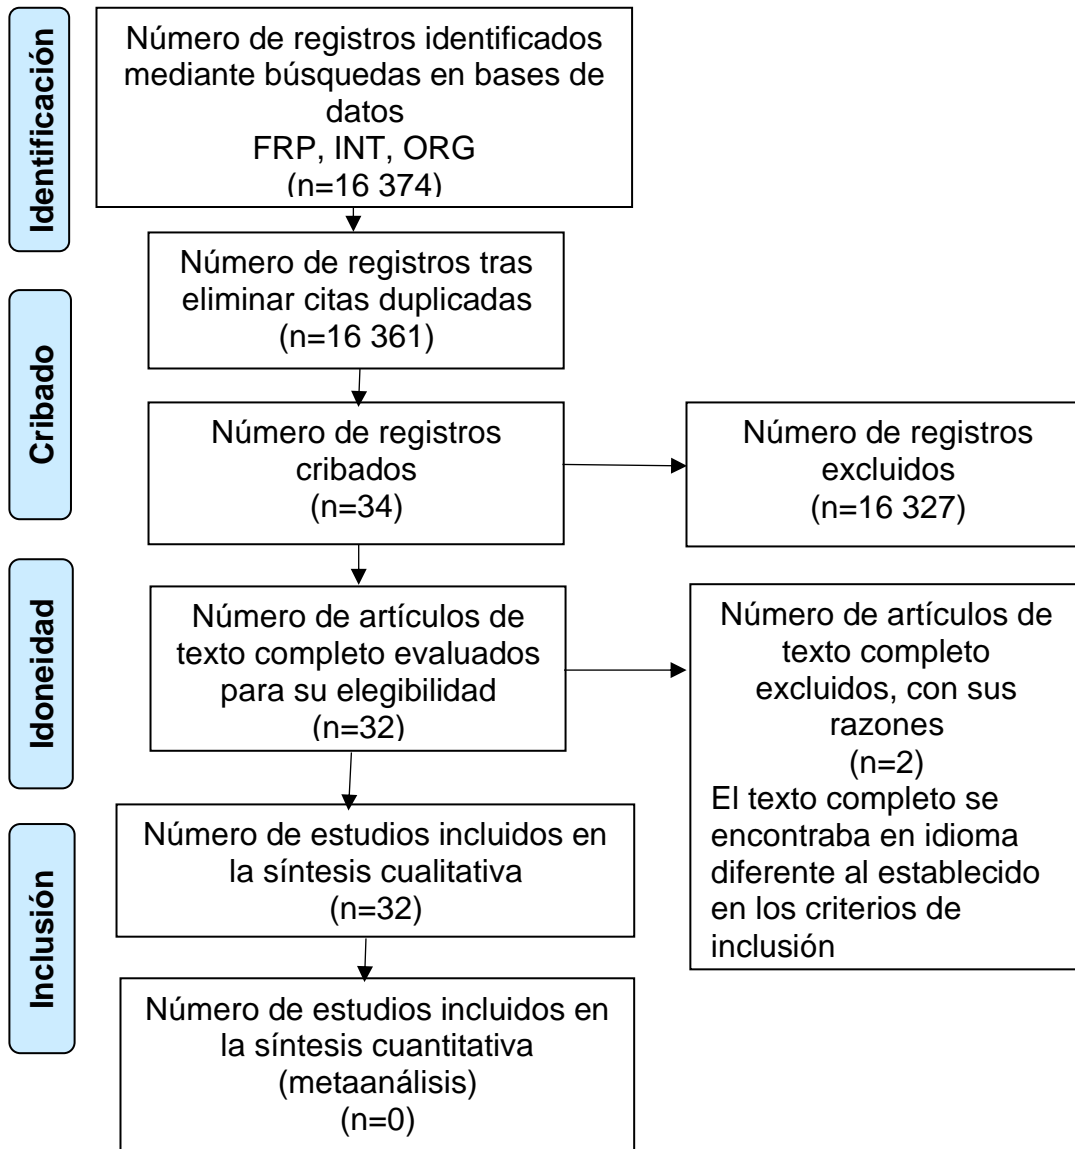 Identificación
Número de registros identificados
mediante búsquedas en bases de
datos
FRP, INT, ORG
(n=16 374)
Número de registros tras
eliminar citas duplicadas
(n=16 361)
Cribado
Número de registros
cribados
(n=34)
Número de registros
excluidos
(n=16 327)
Idoneidad
Número de artículos de
texto completo evaluados
para su elegibilidad
(n=32)
Número de artículos de
texto completo
excluidos, con sus
razones
(n=2)
El texto completo se
encontraba en idioma
diferente al establecido
en los criterios de
inclusión
Inclusión
Número de estudios incluidos en
la síntesis cualitativa
(n=32)
Número de estudios incluidos en
la síntesis cuantitativa
(metaanálisis)
(n=0)